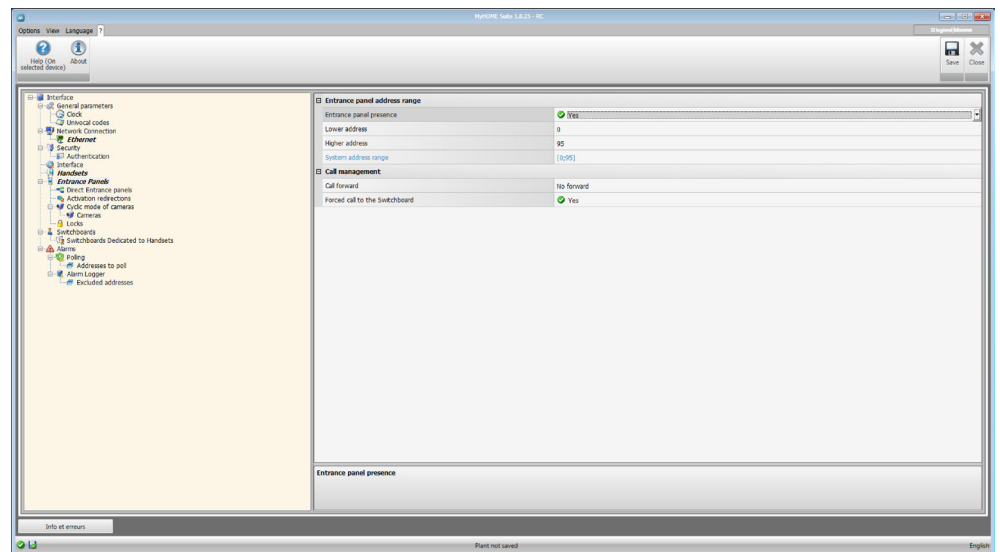 MyHOME Suite 1.0.25 - RC
Options View Language ?
Help (On selected device)
About
Save
Close
Interface
General parameters
Clock
Univocal codes
Network Connection
Ethernet
Security
Authentication
Interface
Handsets
Entrance Panels
Direct Entrance panels
Activation redirections
Cyclic mode of cameras
Cameras
Locks
Switchboards
Switchboards Dedicated to Handsets
Alarms
Polling
Addresses to poll
Alarm Logger
Excluded addresses
Entrance panel address range
Entrance panel presence Yes
Lower address 0
Higher address 95
System address range [0;95]
Call management
Call forward No forward
Forced call to the Switchboard Yes
Entrance panel presence
Info et erreurs
Plant not saved
English